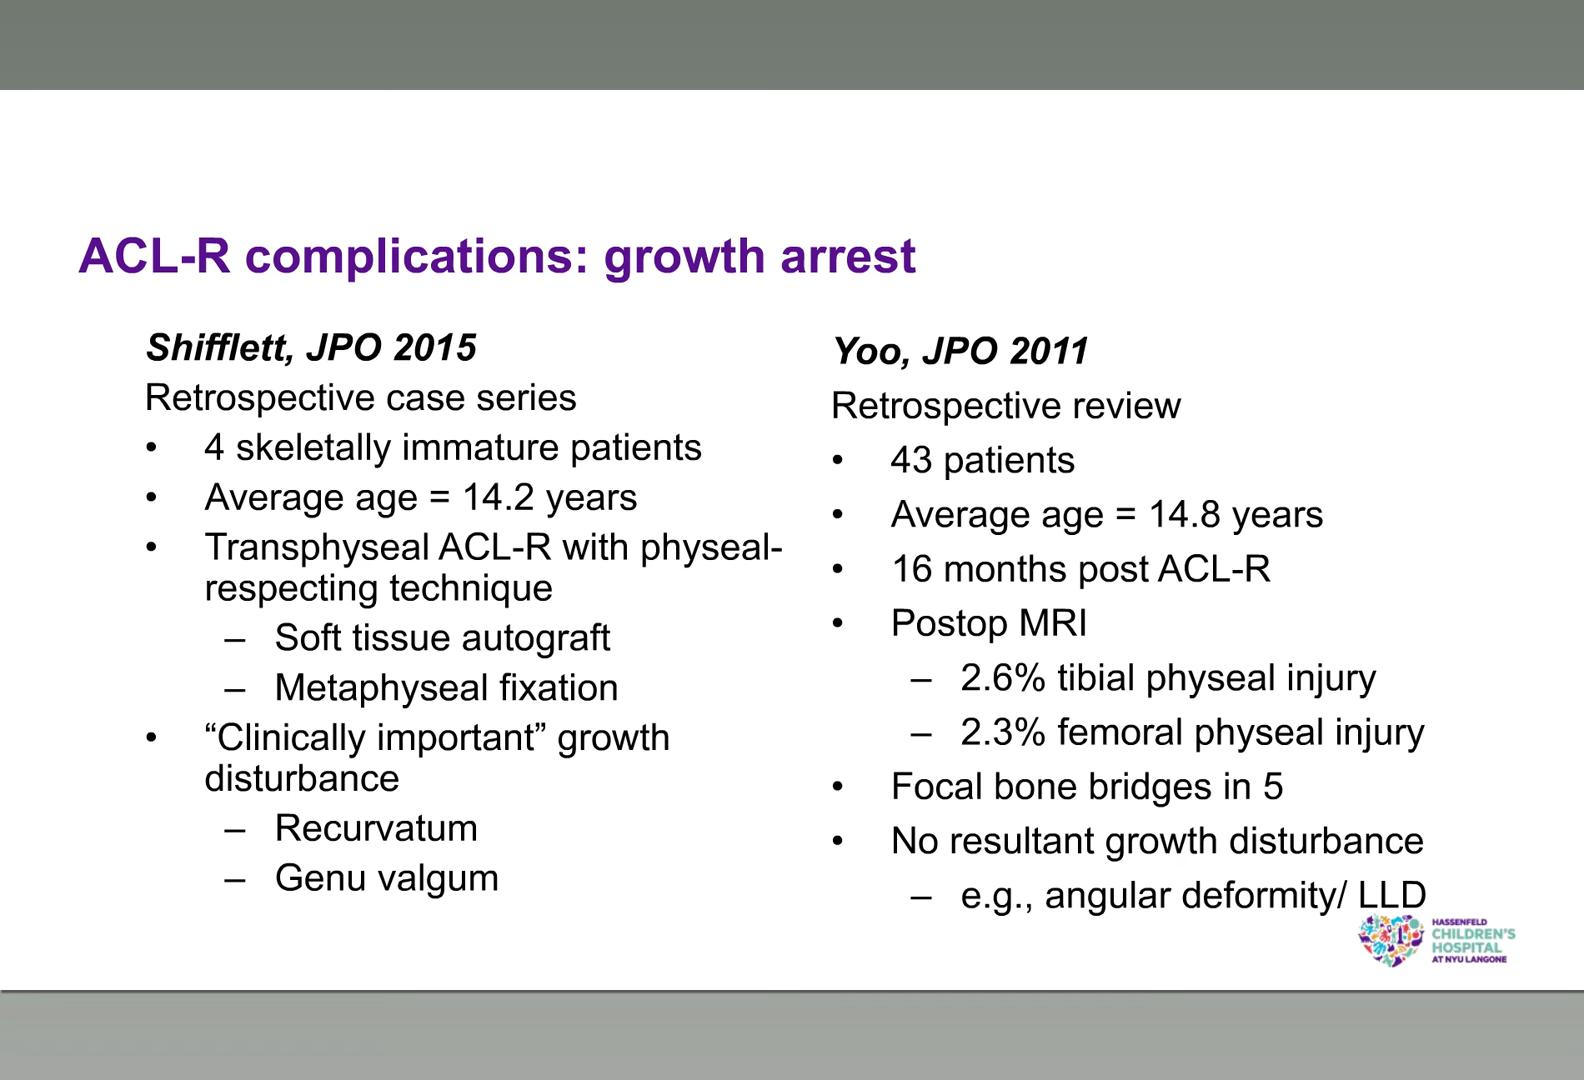 ACL-R complications: growth arrest
Shifflett, JPO 2015
Retrospective case series
• 4 skeletally immature patients
• Average age = 14.2 years
• Transphyseal ACL-R with physeal-
respecting technique
– Soft tissue autograft
– Metaphyseal fixation
• “Clinically important” growth
disturbance
– Recurvatum
– Genu valgum
Yoo, JPO 2011
Retrospective review
• 43 patients
• Average age = 14.8 years
• 16 months post ACL-R
• Postop MRI
– 2.6% tibial physeal injury
– 2.3% femoral physeal injury
• Focal bone bridges in 5
• No resultant growth disturbance
– e.g., angular deformity/ LLD
HASSENFELD
CHILDREN'S
HOSPITAL
AT NYU LANGONE